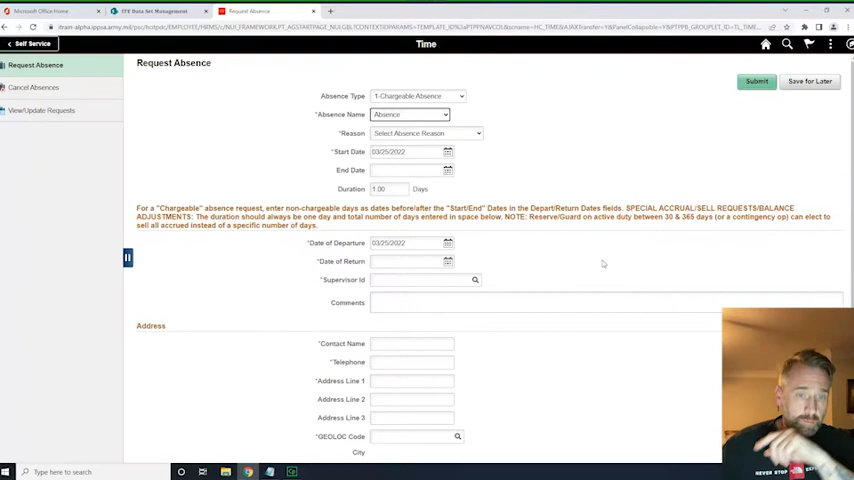 Microsoft Office Home
ITE Data Set Management
Request Absence
Self Service
Time
Request Absence
Cancel Absences
View/Update Requests
Request Absence
Submit
Save for Later
Absence Type 1-Chargeable Absence
*Absence Name Absence
*Reason Select Absence Reason
*Start Date 03/25/2022
End Date
Duration 1.00 Days
For a "Chargeable" absence request, enter non-chargeable days as dates before/after the "Start/End" Dates in the Depart/Return Dates fields. SPECIAL ACCRUAL/SELL REQUESTS/BALANCE
ADJUSTMENTS: The duration should always be one day and total number of days entered in space below. NOTE: Reserve/Guard on active duty between 30 & 365 days (or a contingency op) can elect to
sell all accrued instead of a specific number of days.
*Date of Departure 03/25/2022
*Date of Return
*Supervisor Id
Comments
Address
*Contact Name
*Telephone
*Address Line 1
Address Line 2
Address Line 3
*GEOLOC Code
City
Type here to search
NEVER STOP